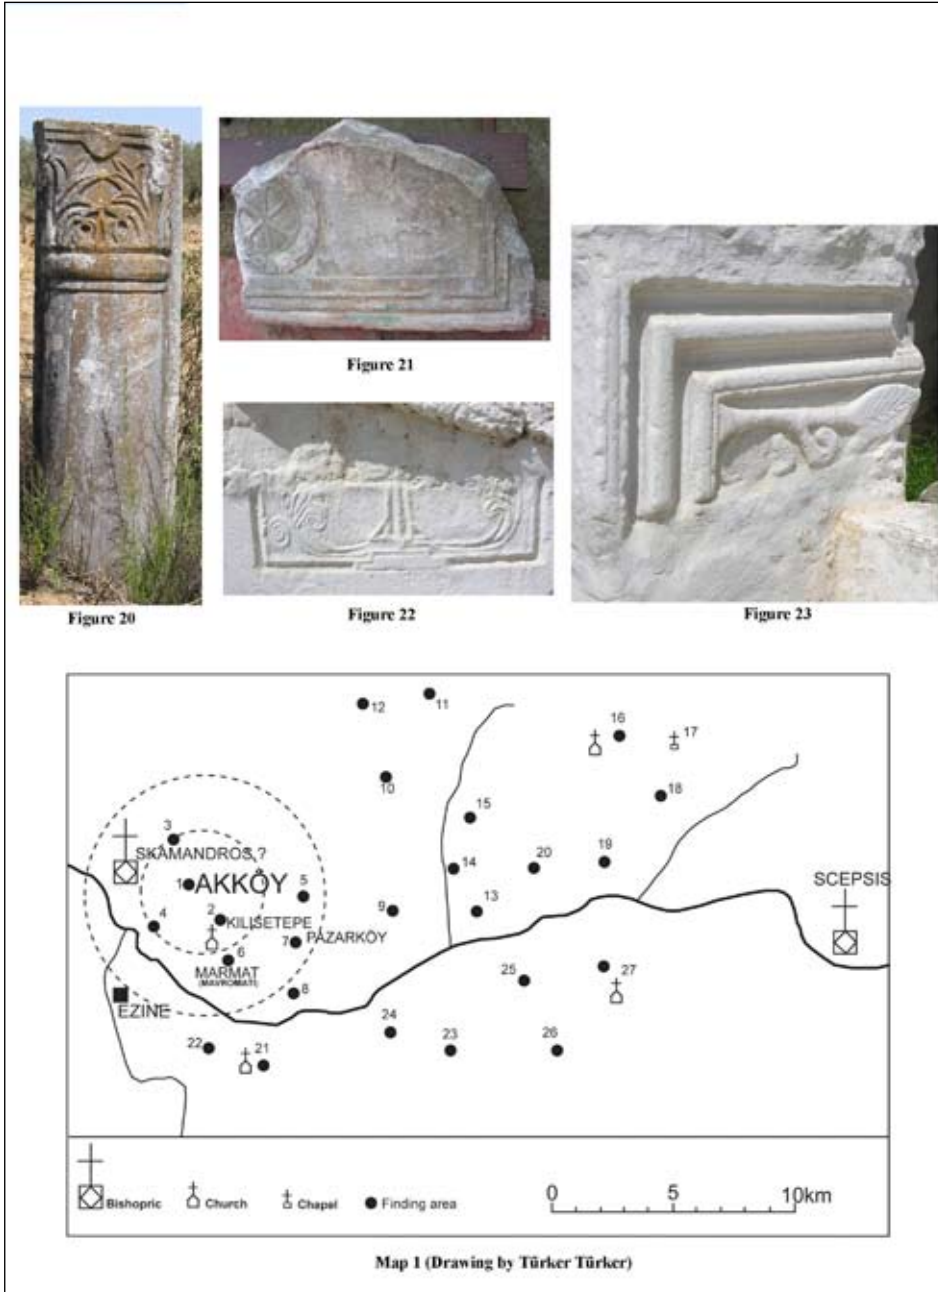 Figure 20
Figure 21
Figure 22
Figure 23
12
11
16
17
10
18
15
3
SKAMANDROS ?
14
20
19
1 AKKÖY
5
SCEPSIS
9
13
2
KILISETEPE
4
7 PAZARKÖY
6
MARMAT
(MAVROMATI)
25
27
8
EZINE
24
23
26
22
21
Bishopric
Church
Chapel
Finding area
0
5
10km
Map 1 (Drawing by Türker Türker)